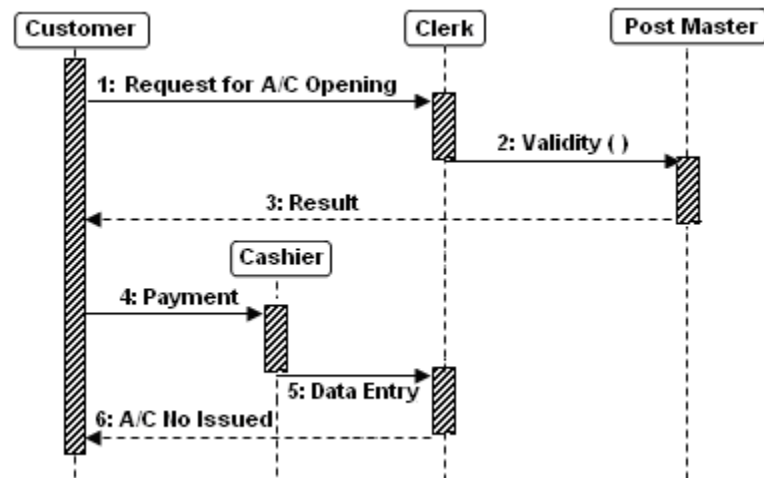 Customer
Clerk
Post Master
1: Request for A/C Opening
2: Validity ( )
3: Result
Cashier
4: Payment
5: Data Entry
6: A/C No Issued